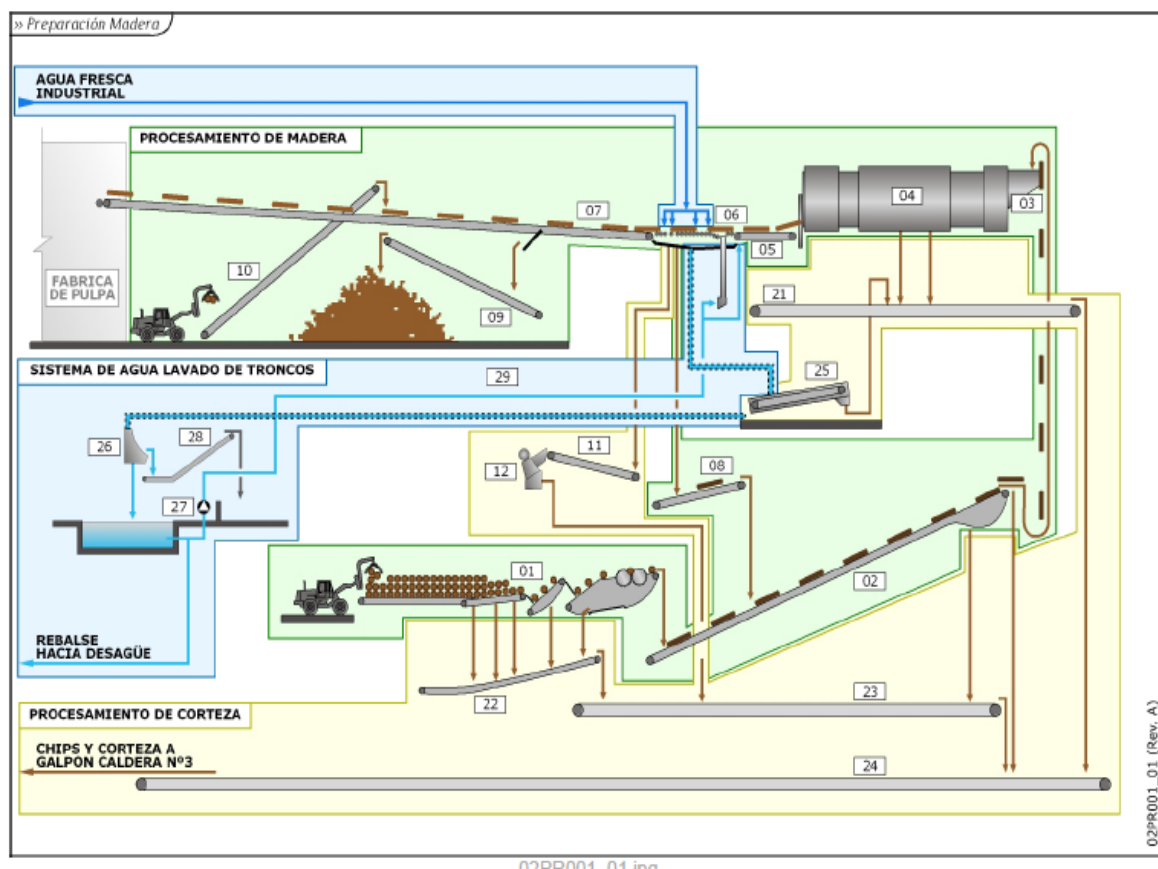 » Preparación Madera
AGUA FRESCA
INDUSTRIAL
PROCESAMIENTO DE MADERA
04
03
07
06
05
10
FABRICA
DE PULPA
09
21
SISTEMA DE AGUA LAVADO DE TRONCOS
29
25
26
28
11
12
08
27
01
02
REBALSE
HACIA DESAGÜE
22
23
PROCESAMIENTO DE CORTEZA
CHIPS Y CORTEZA A
GALPON CALDERA Nº3
24
02PR001_01 (Rev. A)
02PR001_01.jpg